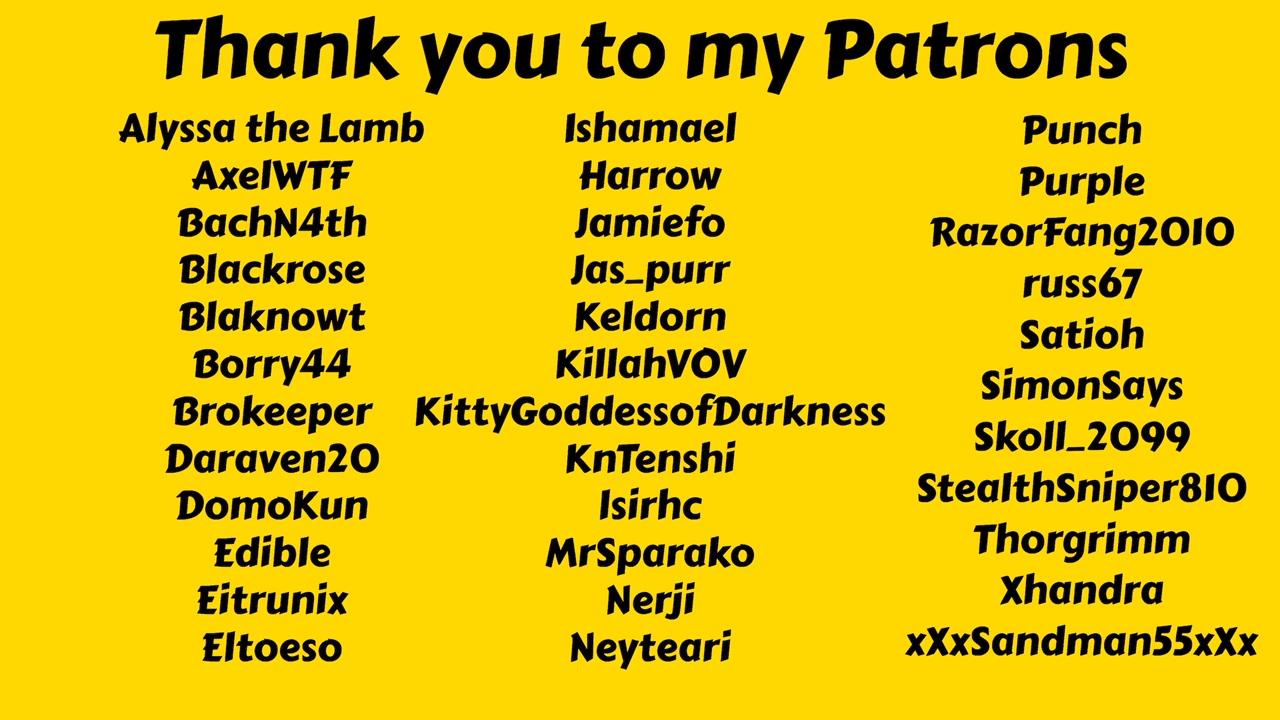 Thank you to my Patrons
Alyssa the Lamb
AxelWTF
BachN4th
Blackrose
Blaknowt
Borry44
Brokeeper
Daraven20
DomoKun
Edible
Eitrunix
Eltoeso
Ishamael
Harrow
Jamiefo
Jas_purr
Keldorn
KillahVOV
KittyGoddessofDarkness
KnTenshi
lsirhc
MrSparako
Nerji
Neyteari
Punch
Purple
RazorFang2010
russ67
Satioh
SimonSays
Skoll_2099
StealthSniper810
Thorgrimm
Xhandra
xXxSandman55xXx